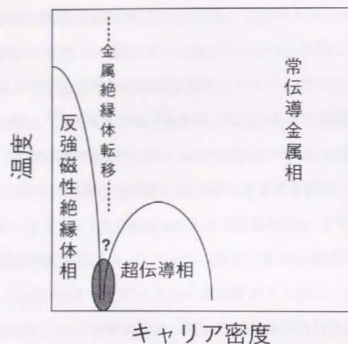 温度
反強磁性絶縁体相
金属絶縁体転移
?
超伝導相
常伝導金属相
キャリア密度